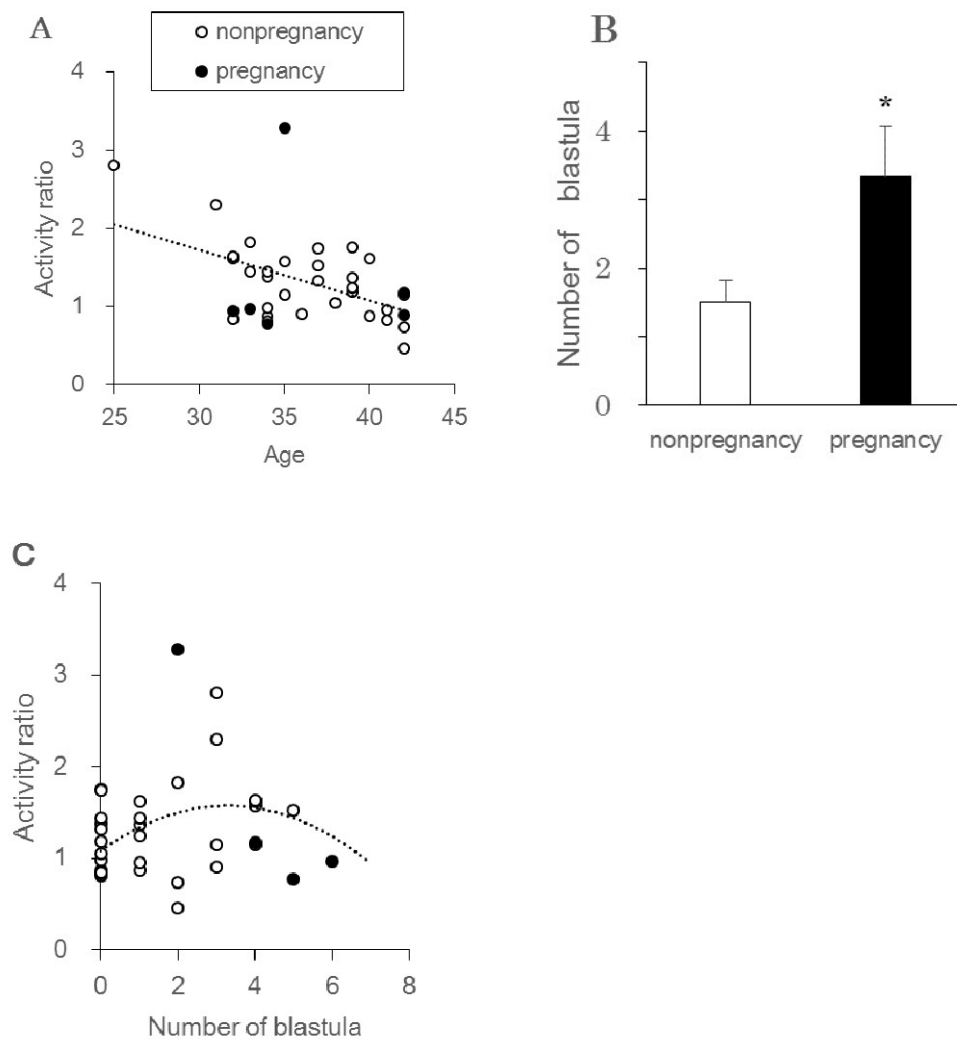 A
nonpregnancy
pregnancy
4
3
2
1
0
Activity ratio
25 30 35 40 45
Age
B
*
4
2
0
Number of blastula
nonpregnancy pregnancy
C
4
3
2
1
0
Activity ratio
0 2 4 6 8
Number of blastula